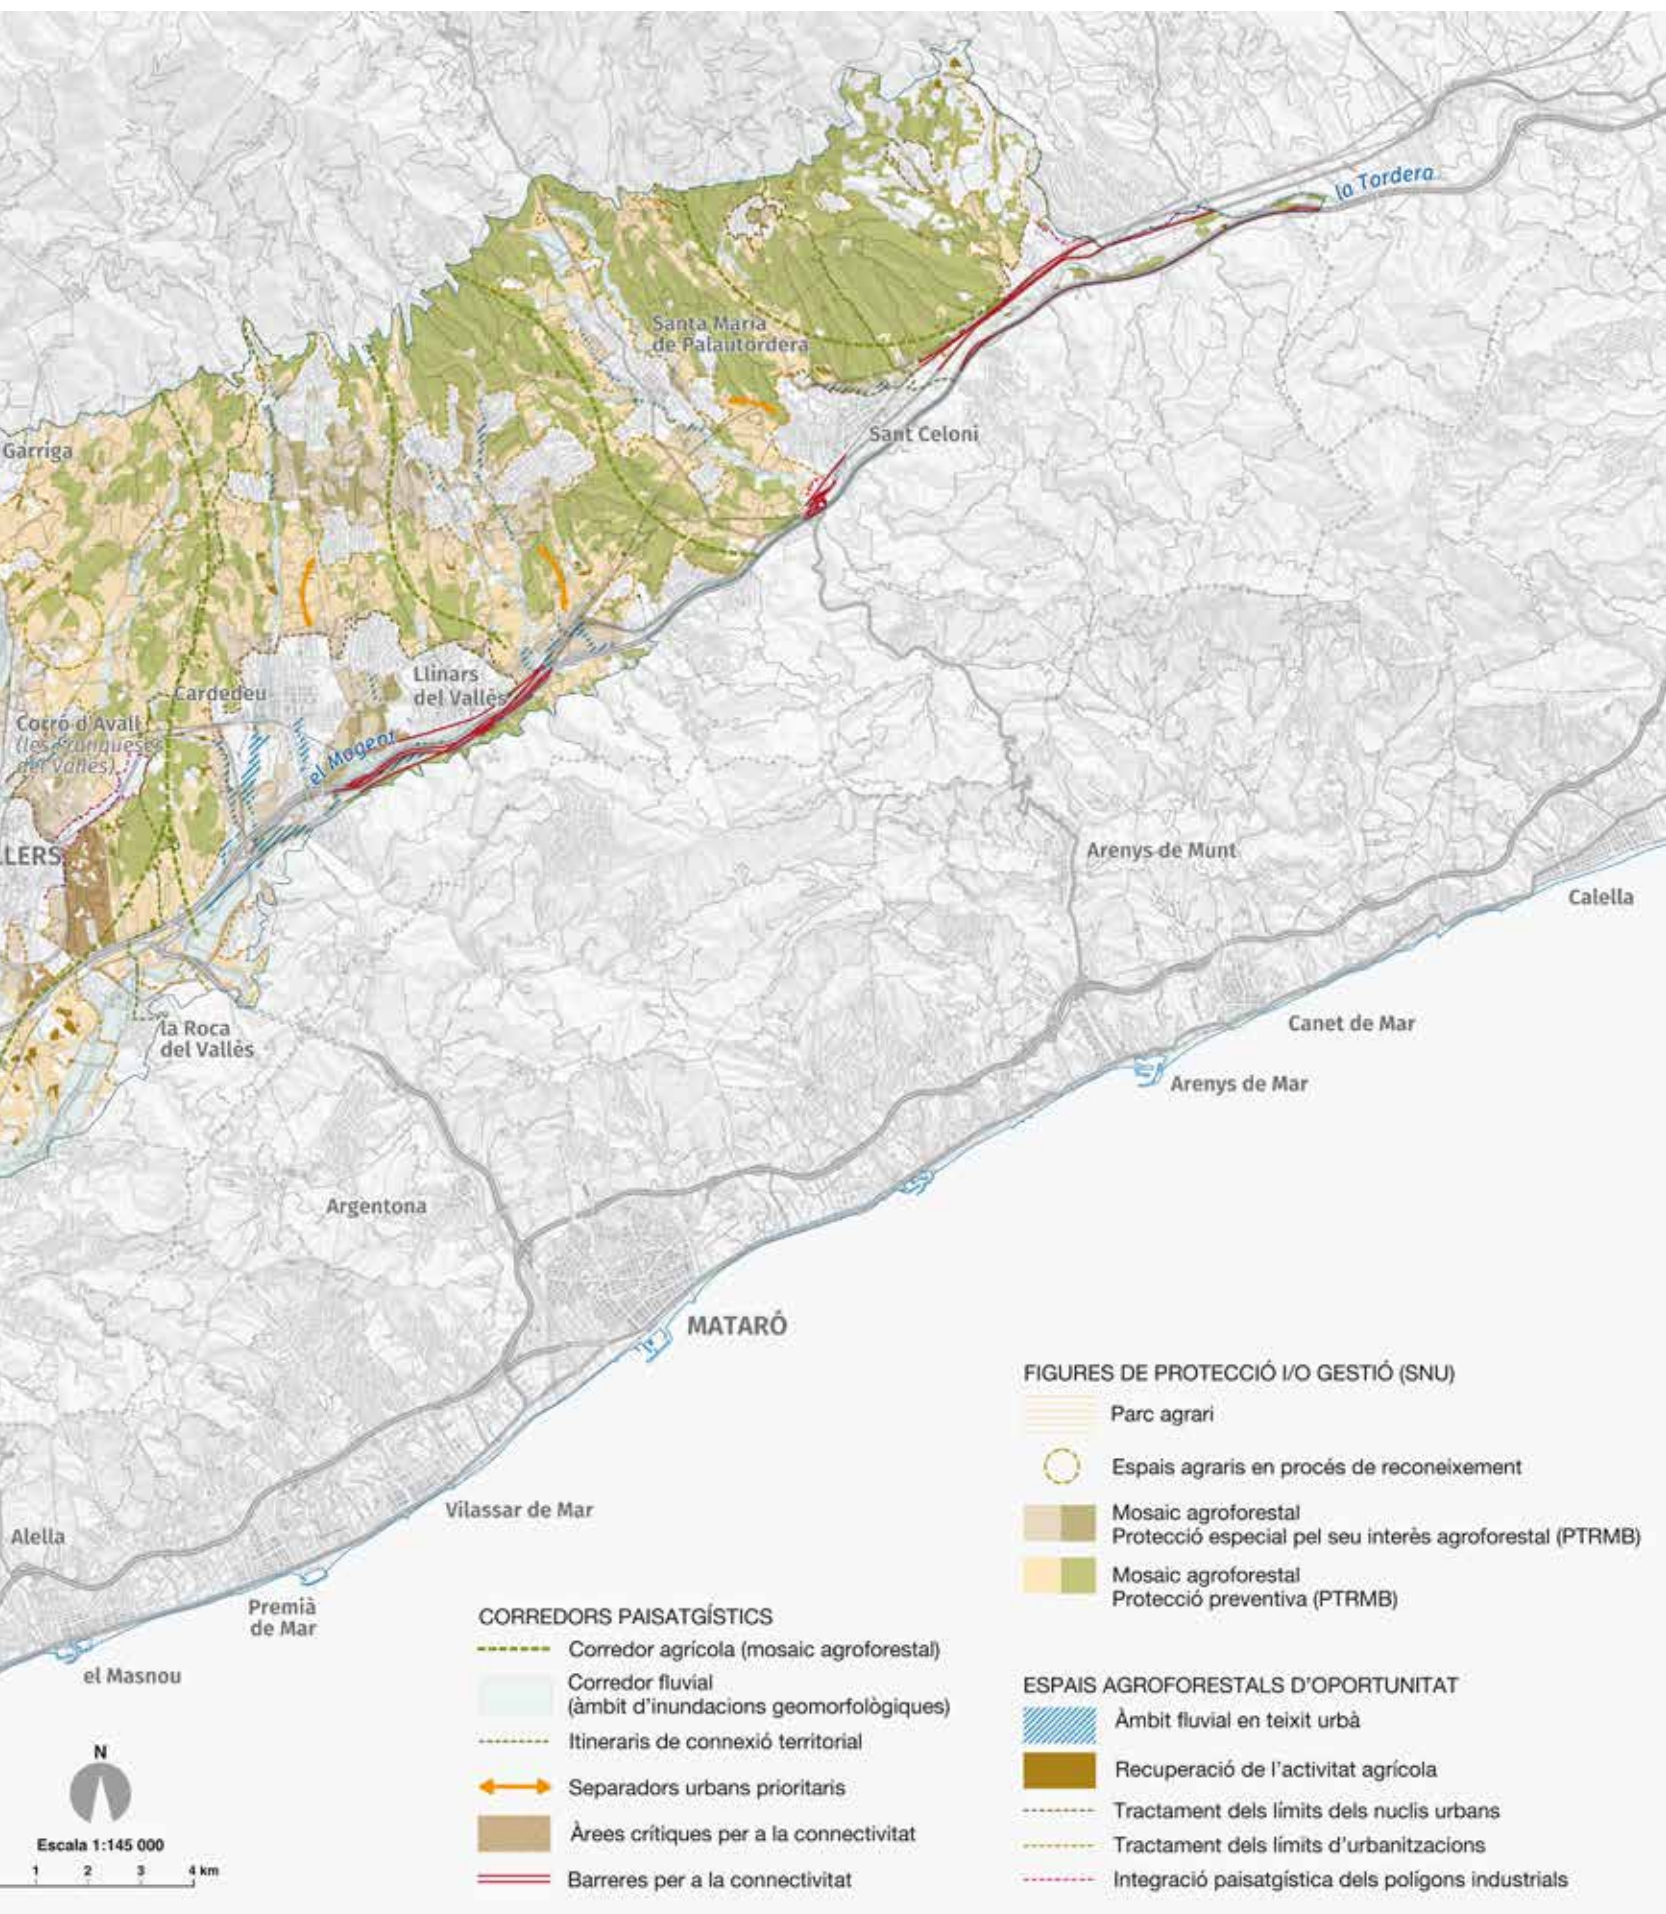 la Tordera
Santa Maria
de Palautordera
Sant Celoni
Garriga
Llinars
del Vallès
Cardedeu
Corró d'Avall
(les Franqueses
del Vallès)
el Mogent
LLERS
Arenys de Munt
Calella
la Roca
del Vallès
Canet de Mar
Arenys de Mar
Argentona
MATARÓ
Vilassar de Mar
Alella
Premià
de Mar
el Masnou
N
Escala 1:145 000
1 2 3 4 km
CORREDORS PAISATGÍSTICS
Corredor agrícola (mosaic agroforestal)
Corredor fluvial
(àmbit d'inundacions geomorfològiques)
Itineraris de connexió territorial
Separadors urbans prioritaris
Àrees crítiques per a la connectivitat
Barreres per a la connectivitat
FIGURES DE PROTECCIÓ I/O GESTIÓ (SNU)
Parc agrari
Espais agraris en procés de reconeixement
Mosaic agroforestal
Protecció especial pel seu interès agroforestal (PTRMB)
Mosaic agroforestal
Protecció preventiva (PTRMB)
ESPAIS AGROFORESTALS D'OPORTUNITAT
Àmbit fluvial en teixit urbà
Recuperació de l'activitat agrícola
Tractament dels límits dels nuclis urbans
Tractament dels límits d'urbanitzacions
Integració paisatgística dels polígons industrials